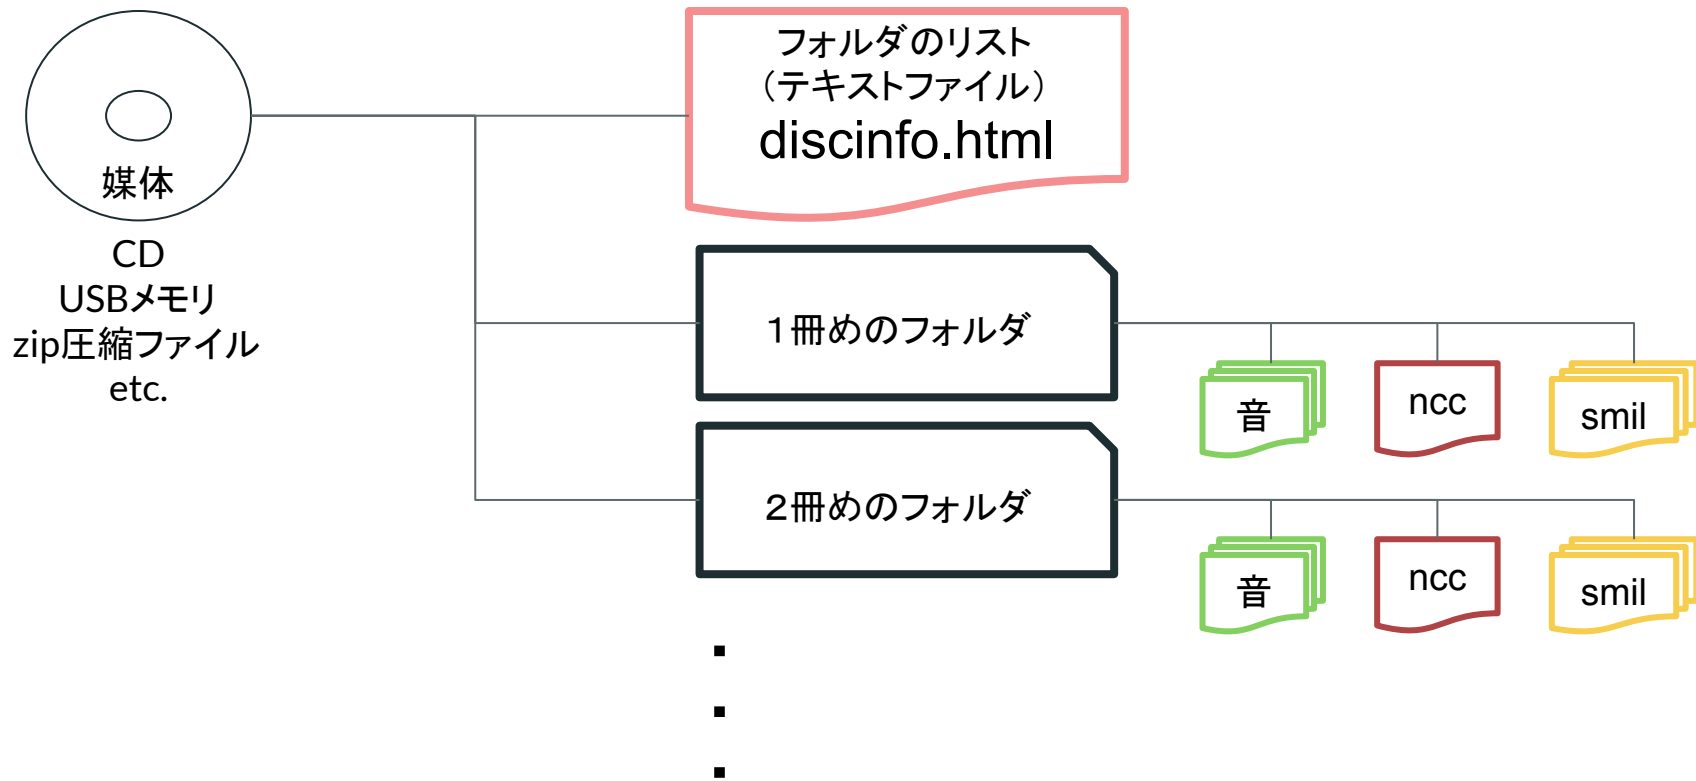 フォルダのリスト
（テキストファイル）
discinfo.html
媒体
CD
USBメモリ
zip圧縮ファイル
etc.
１冊めのフォルダ
音
ncc
smil
２冊めのフォルダ
音
ncc
smil